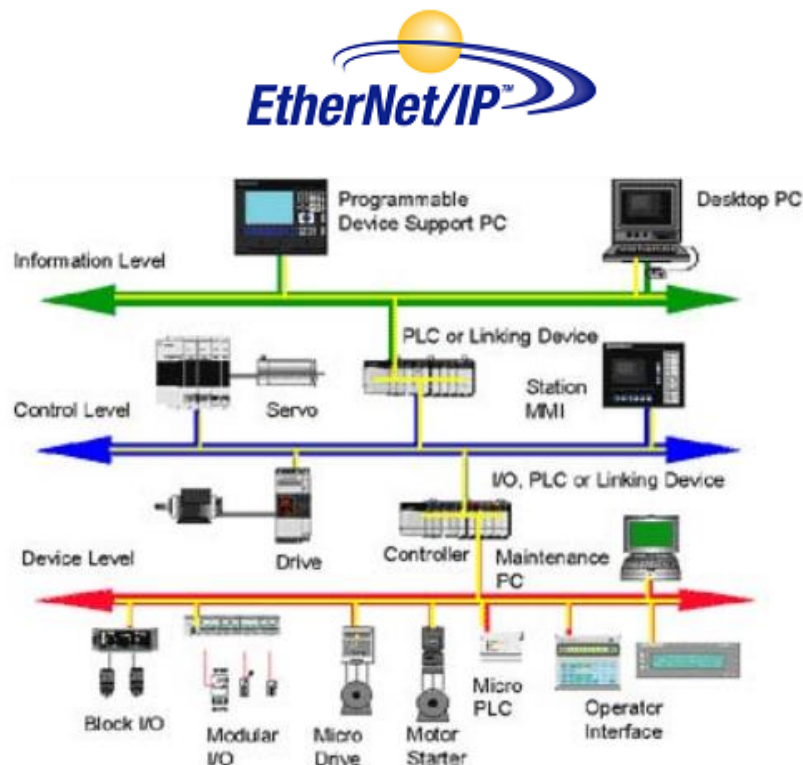 EtherNet/IP™
Programmable
Device Support PC
Desktop PC
Information Level
PLC or Linking Device
Station
MMI
Servo
Control Level
I/O, PLC or Linking Device
Drive
Controller
Maintenance
PC
Device Level
Block I/O
Modular
I/O
Micro
Drive
Motor
Starter
Micro
PLC
Operator
Interface